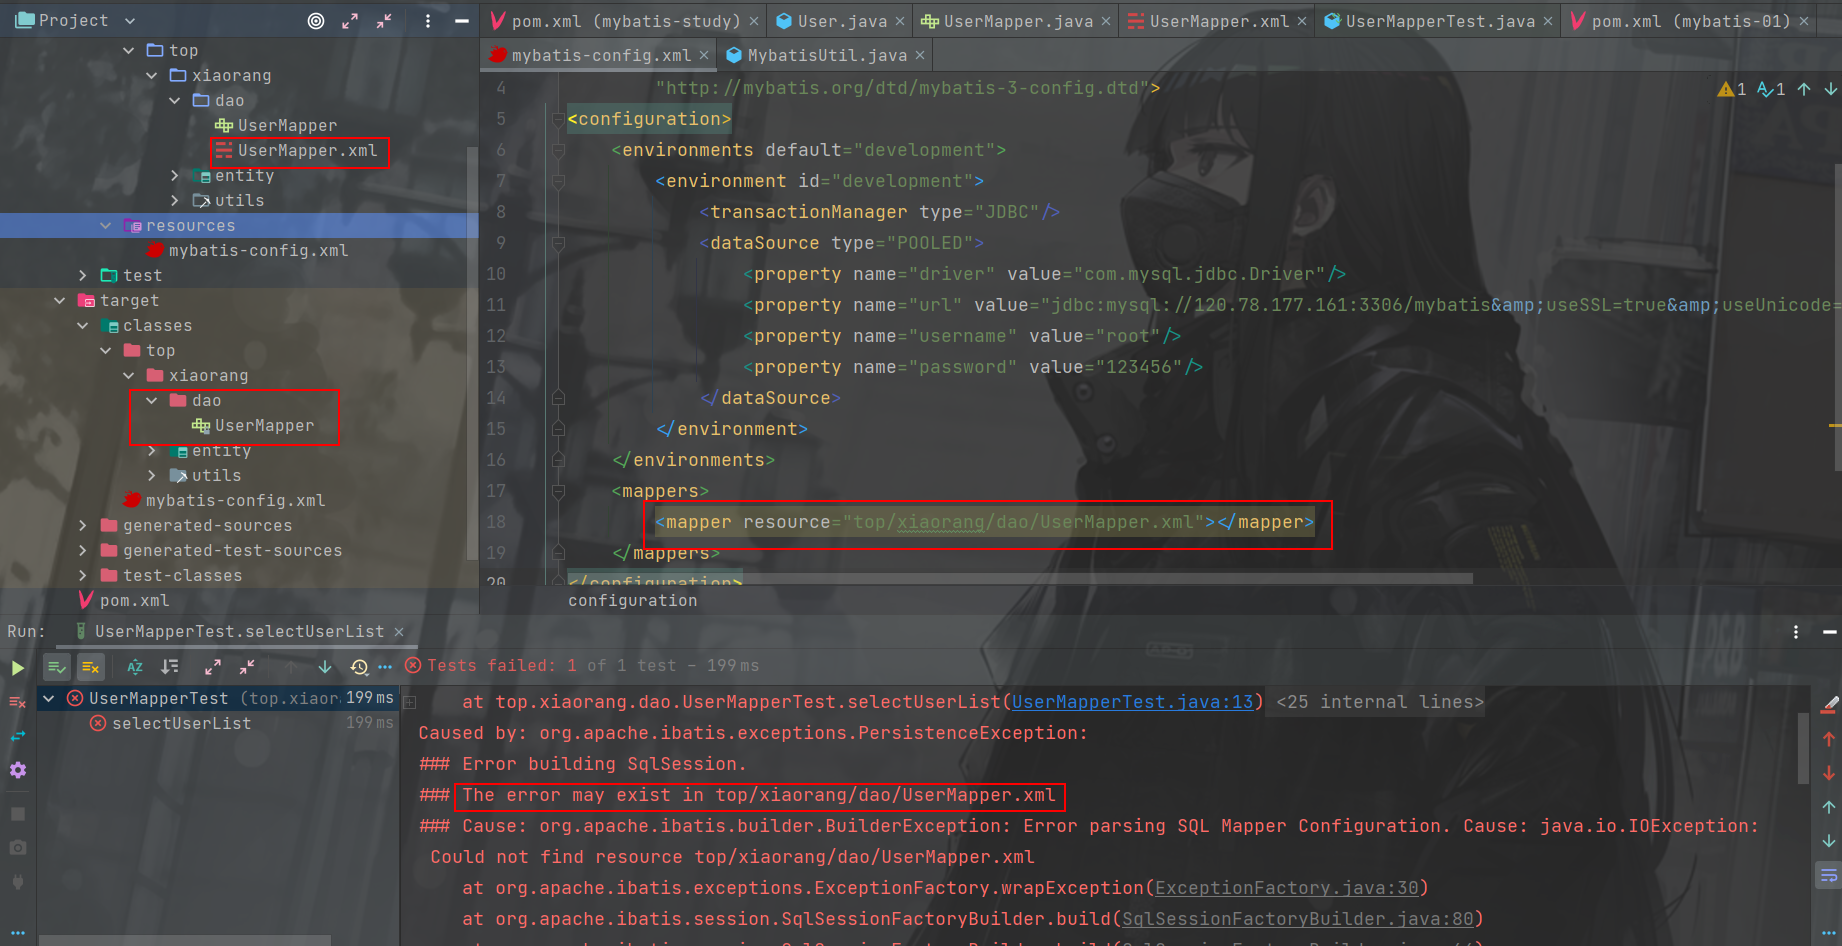 Project
pom.xml (mybatis-study)
User.java
UserMapper.java
UserMapper.xml
UserMapperTest.java
pom.xml (mybatis-01)
mybatis-config.xml
MybatisUtil.java
top
xiaorang
dao
UserMapper
UserMapper.xml
entity
utils
resources
mybatis-config.xml
test
target
classes
top
xiaorang
dao
UserMapper
entity
utils
mybatis-config.xml
generated-sources
generated-test-sources
test-classes
pom.xml
1 1
4 "http://mybatis.org/dtd/mybatis-3-config.dtd">
5 <configuration>
6 <environments default="development">
7 <environment id="development">
8 <transactionManager type="JDBC"/>
9 <dataSource type="POOLED">
10 <property name="driver" value="com.mysql.jdbc.Driver"/>
11 <property name="url" value="jdbc:mysql://120.78.177.161:3306/mybatis&amp;useSSL=true&amp;useUnicode=
12 <property name="username" value="root"/>
13 <property name="password" value="123456"/>
14 </dataSource>
15 </environment>
16 </environments>
17 <mappers>
18 <mapper resource="top/xiaorang/dao/UserMapper.xml"></mapper>
19 </mappers>
20 </configuration>
configuration
Run: UserMapperTest.selectUserList
Tests failed: 1 of 1 test – 199 ms
UserMapperTest (top.xiaor 199 ms
selectUserList 199 ms
at top.xiaorang.dao.UserMapperTest.selectUserList(UserMapperTest.java:13) <25 internal lines>
Caused by: org.apache.ibatis.exceptions.PersistenceException:
### Error building SqlSession.
### The error may exist in top/xiaorang/dao/UserMapper.xml
### Cause: org.apache.ibatis.builder.BuilderException: Error parsing SQL Mapper Configuration. Cause: java.io.IOException:
Could not find resource top/xiaorang/dao/UserMapper.xml
at org.apache.ibatis.exceptions.ExceptionFactory.wrapException(ExceptionFactory.java:30)
at org.apache.ibatis.session.SqlSessionFactoryBuilder.build(SqlSessionFactoryBuilder.java:80)